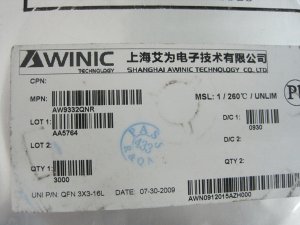 AWINIC 上海艾为电子技术有限公司
TECHNOLOGY SHANGHAI AWINIC TECHNOLOGY CO., LTD
CPN:
MPN: AW9332QNR MSL: 1 / 260℃ / UNLIM
LOT 1: AA5764 D/C 1: 0930
LOT 2: D/C 2:
QTY 1: 3000
PAS
433
UNI P/N: QFN 3X3-16L DATE: 07-30-2009
AWN0912015AZH000